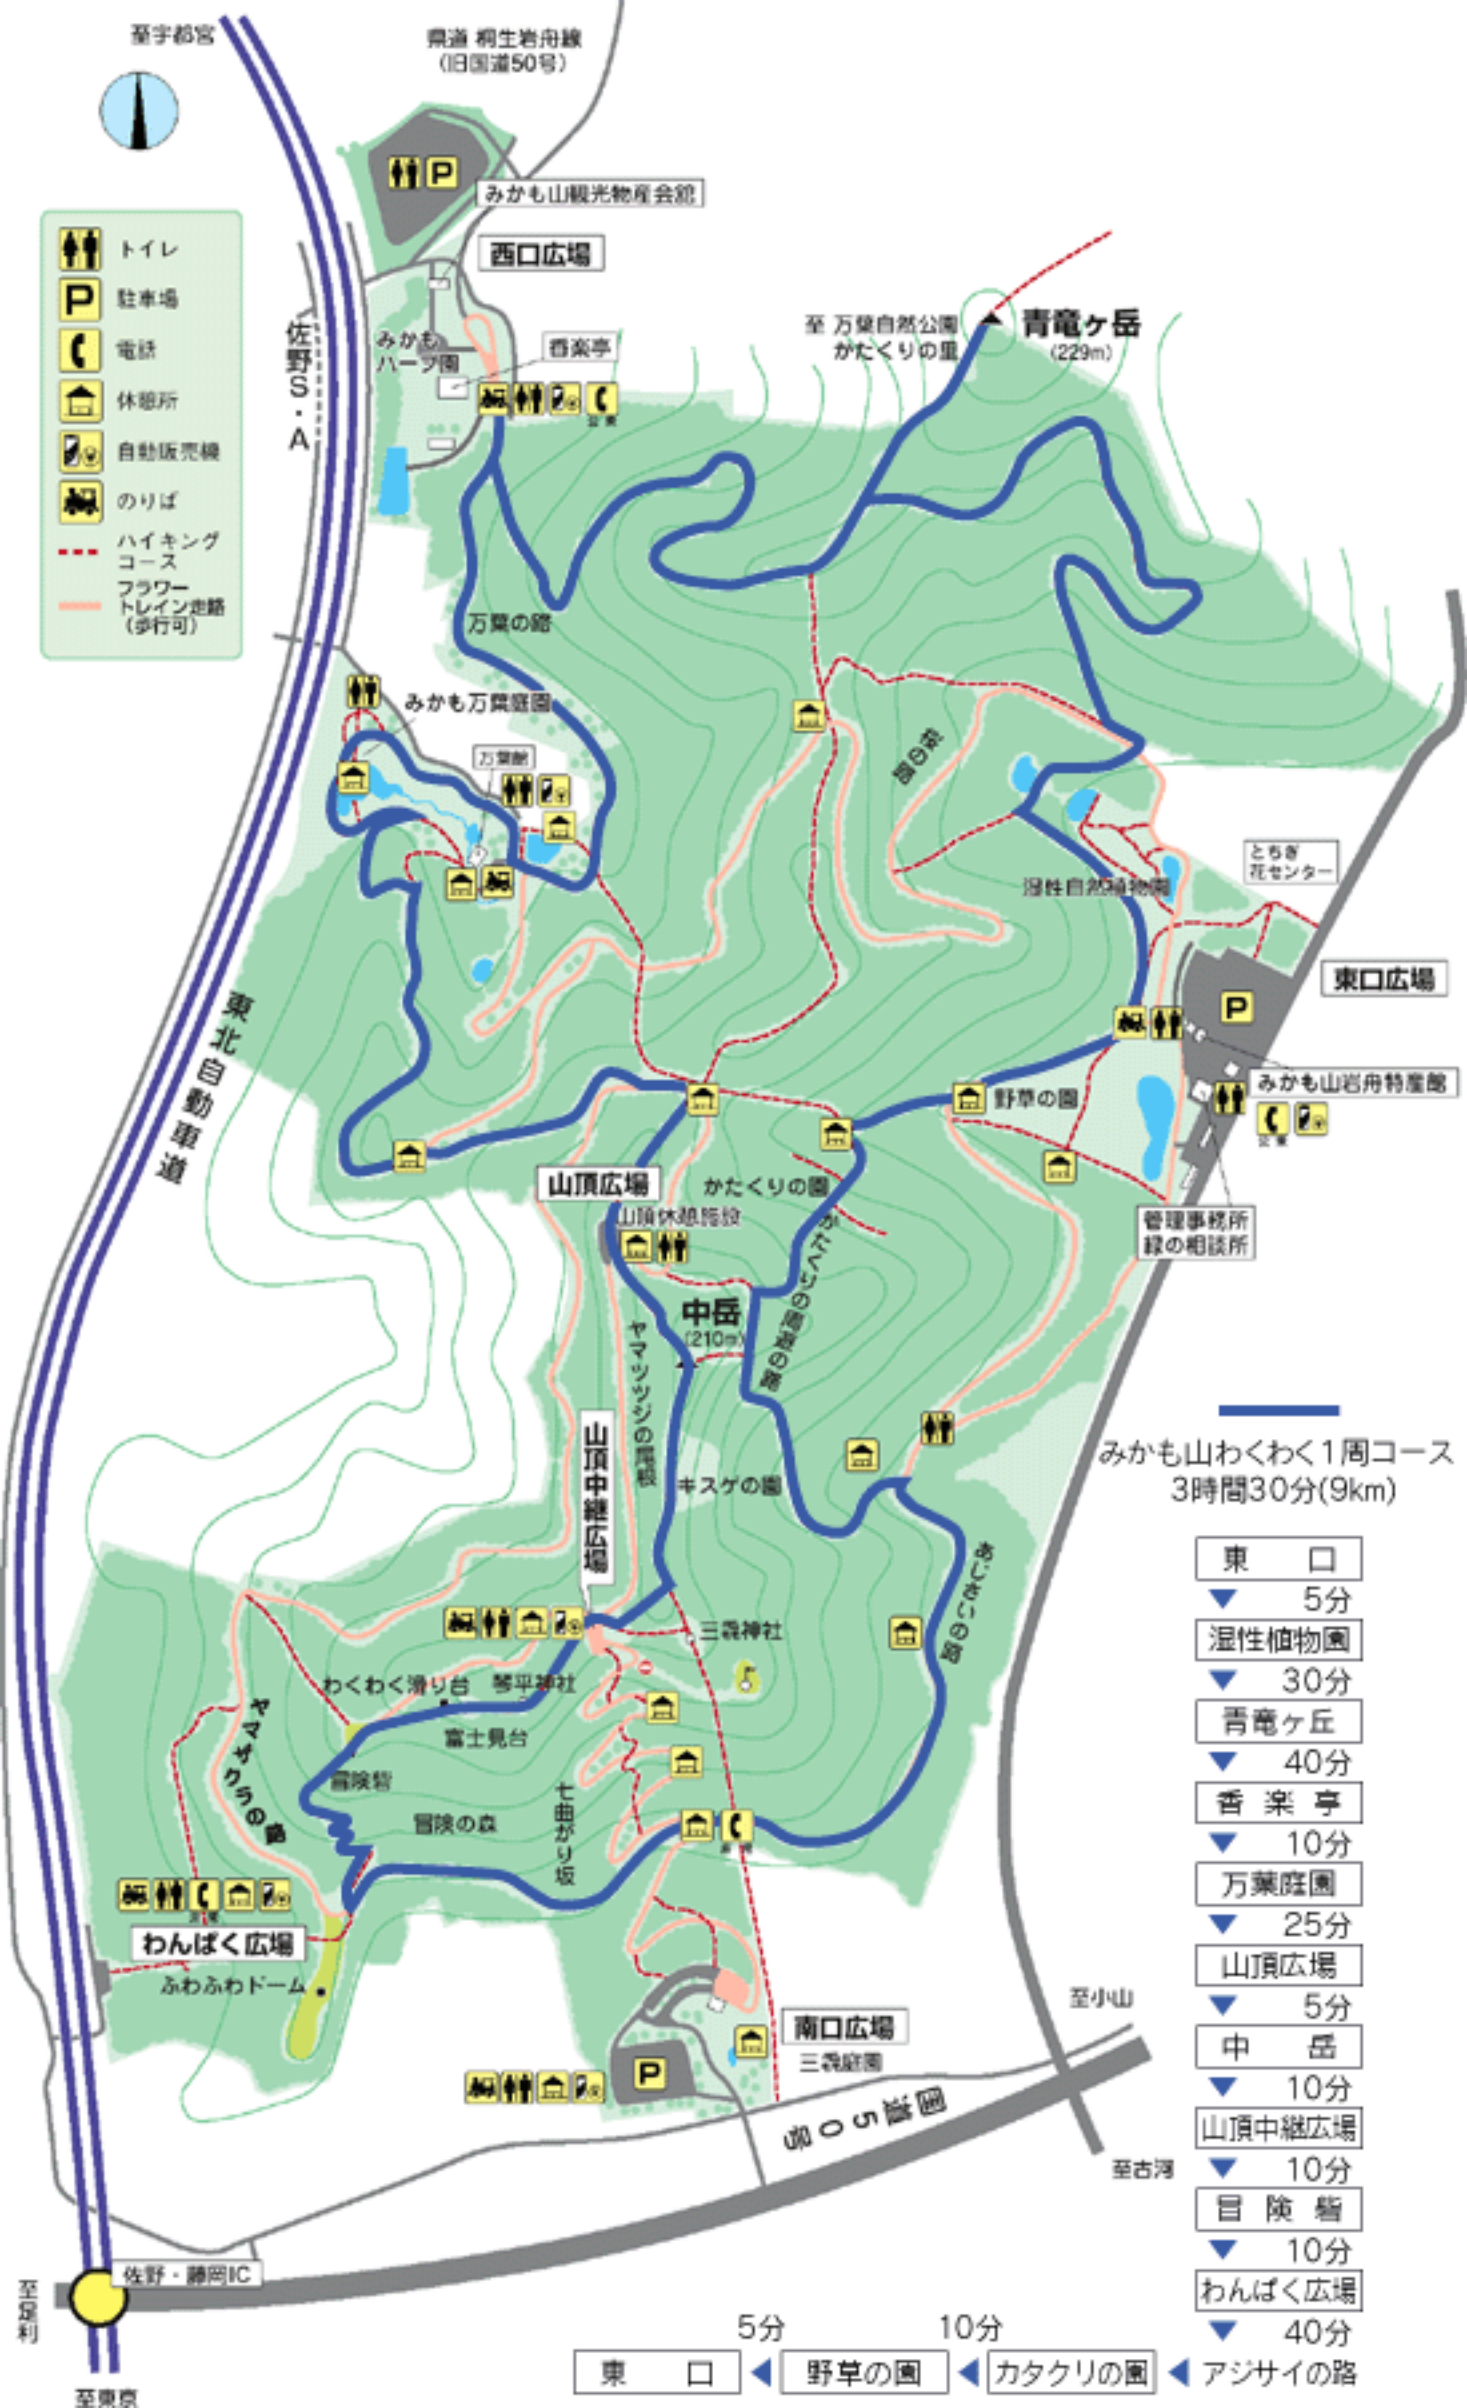 至宇都宮
県道 桐生岩舟線
(旧国道50号)
P
みかも山観光物産会館
西口広場
トイレ
P
駐車場
電話
休憩所
自動販売機
のりば
ハイキング
コース
フラワー
トレイン走路
(歩行可)
佐野S・A
みかも
ハーブ園
香楽亭
公衆
至 万葉自然公園
かたくりの里
青竜ヶ岳
(229m)
万葉の路
みかも万葉庭園
万葉館
桜の路
湿性自然植物園
とちぎ
花センター
東口広場
P
東北自動車道
野草の園
みかも山岩舟特産館
公衆
山頂広場
かたくりの園
山頂休憩施設
管理事務所
緑の相談所
かたくりの周遊の路
中岳
(210m)
ヤマツツジの尾根
山頂中継広場
キスゲの園
あじさいの路
三毳神社
わくわく滑り台
琴平神社
富士見台
ヤマザクラの路
冒険砦
冒険の森
七曲がり坂
わんぱく広場
ふわふわドーム
南口広場
三毳庭園
P
国道50号
至小山
至古河
佐野・藤岡IC
至足利
至東京
みかも山わくわく1周コース
3時間30分(9km)
東 口
5分
湿性植物園
30分
青竜ケ丘
40分
香楽亭
10分
万葉庭園
25分
山頂広場
5分
中 岳
10分
山頂中継広場
10分
冒険砦
10分
わんぱく広場
40分
アジサイの路
カタクリの園
10分
野草の園
5分
東 口